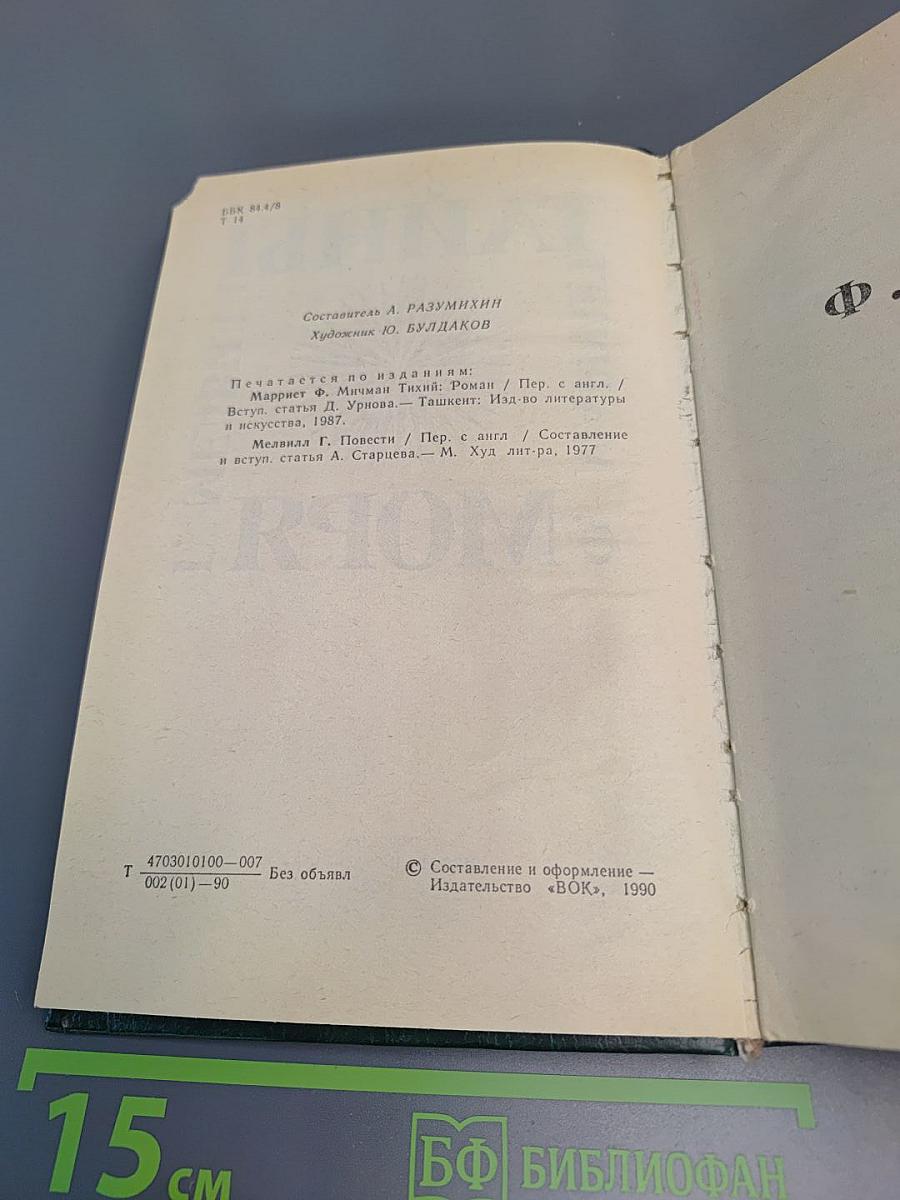 ББК 84.4/8
Т 14
Составитель А. РАЗУМИХИН
Художник Ю. БУЛДАКОВ
Печатается по изданиям:
Марриет Ф. Мичман Тихий: Роман / Пер. с англ. /
Вступ. статья Д. Урнова.— Ташкент: Изд-во литературы
и искусства, 1987.
Мелвилл Г. Повести / Пер. с англ / Составление
и вступ. статья А. Старцева.— М. Худ лит-ра, 1977
Т 4703010100—007 Без объявл
002(01)—90
© Составление и оформление —
Издательство «ВОК», 1990
Ф.
МОРЯ
15 см
БФ БИБЛИОФАН